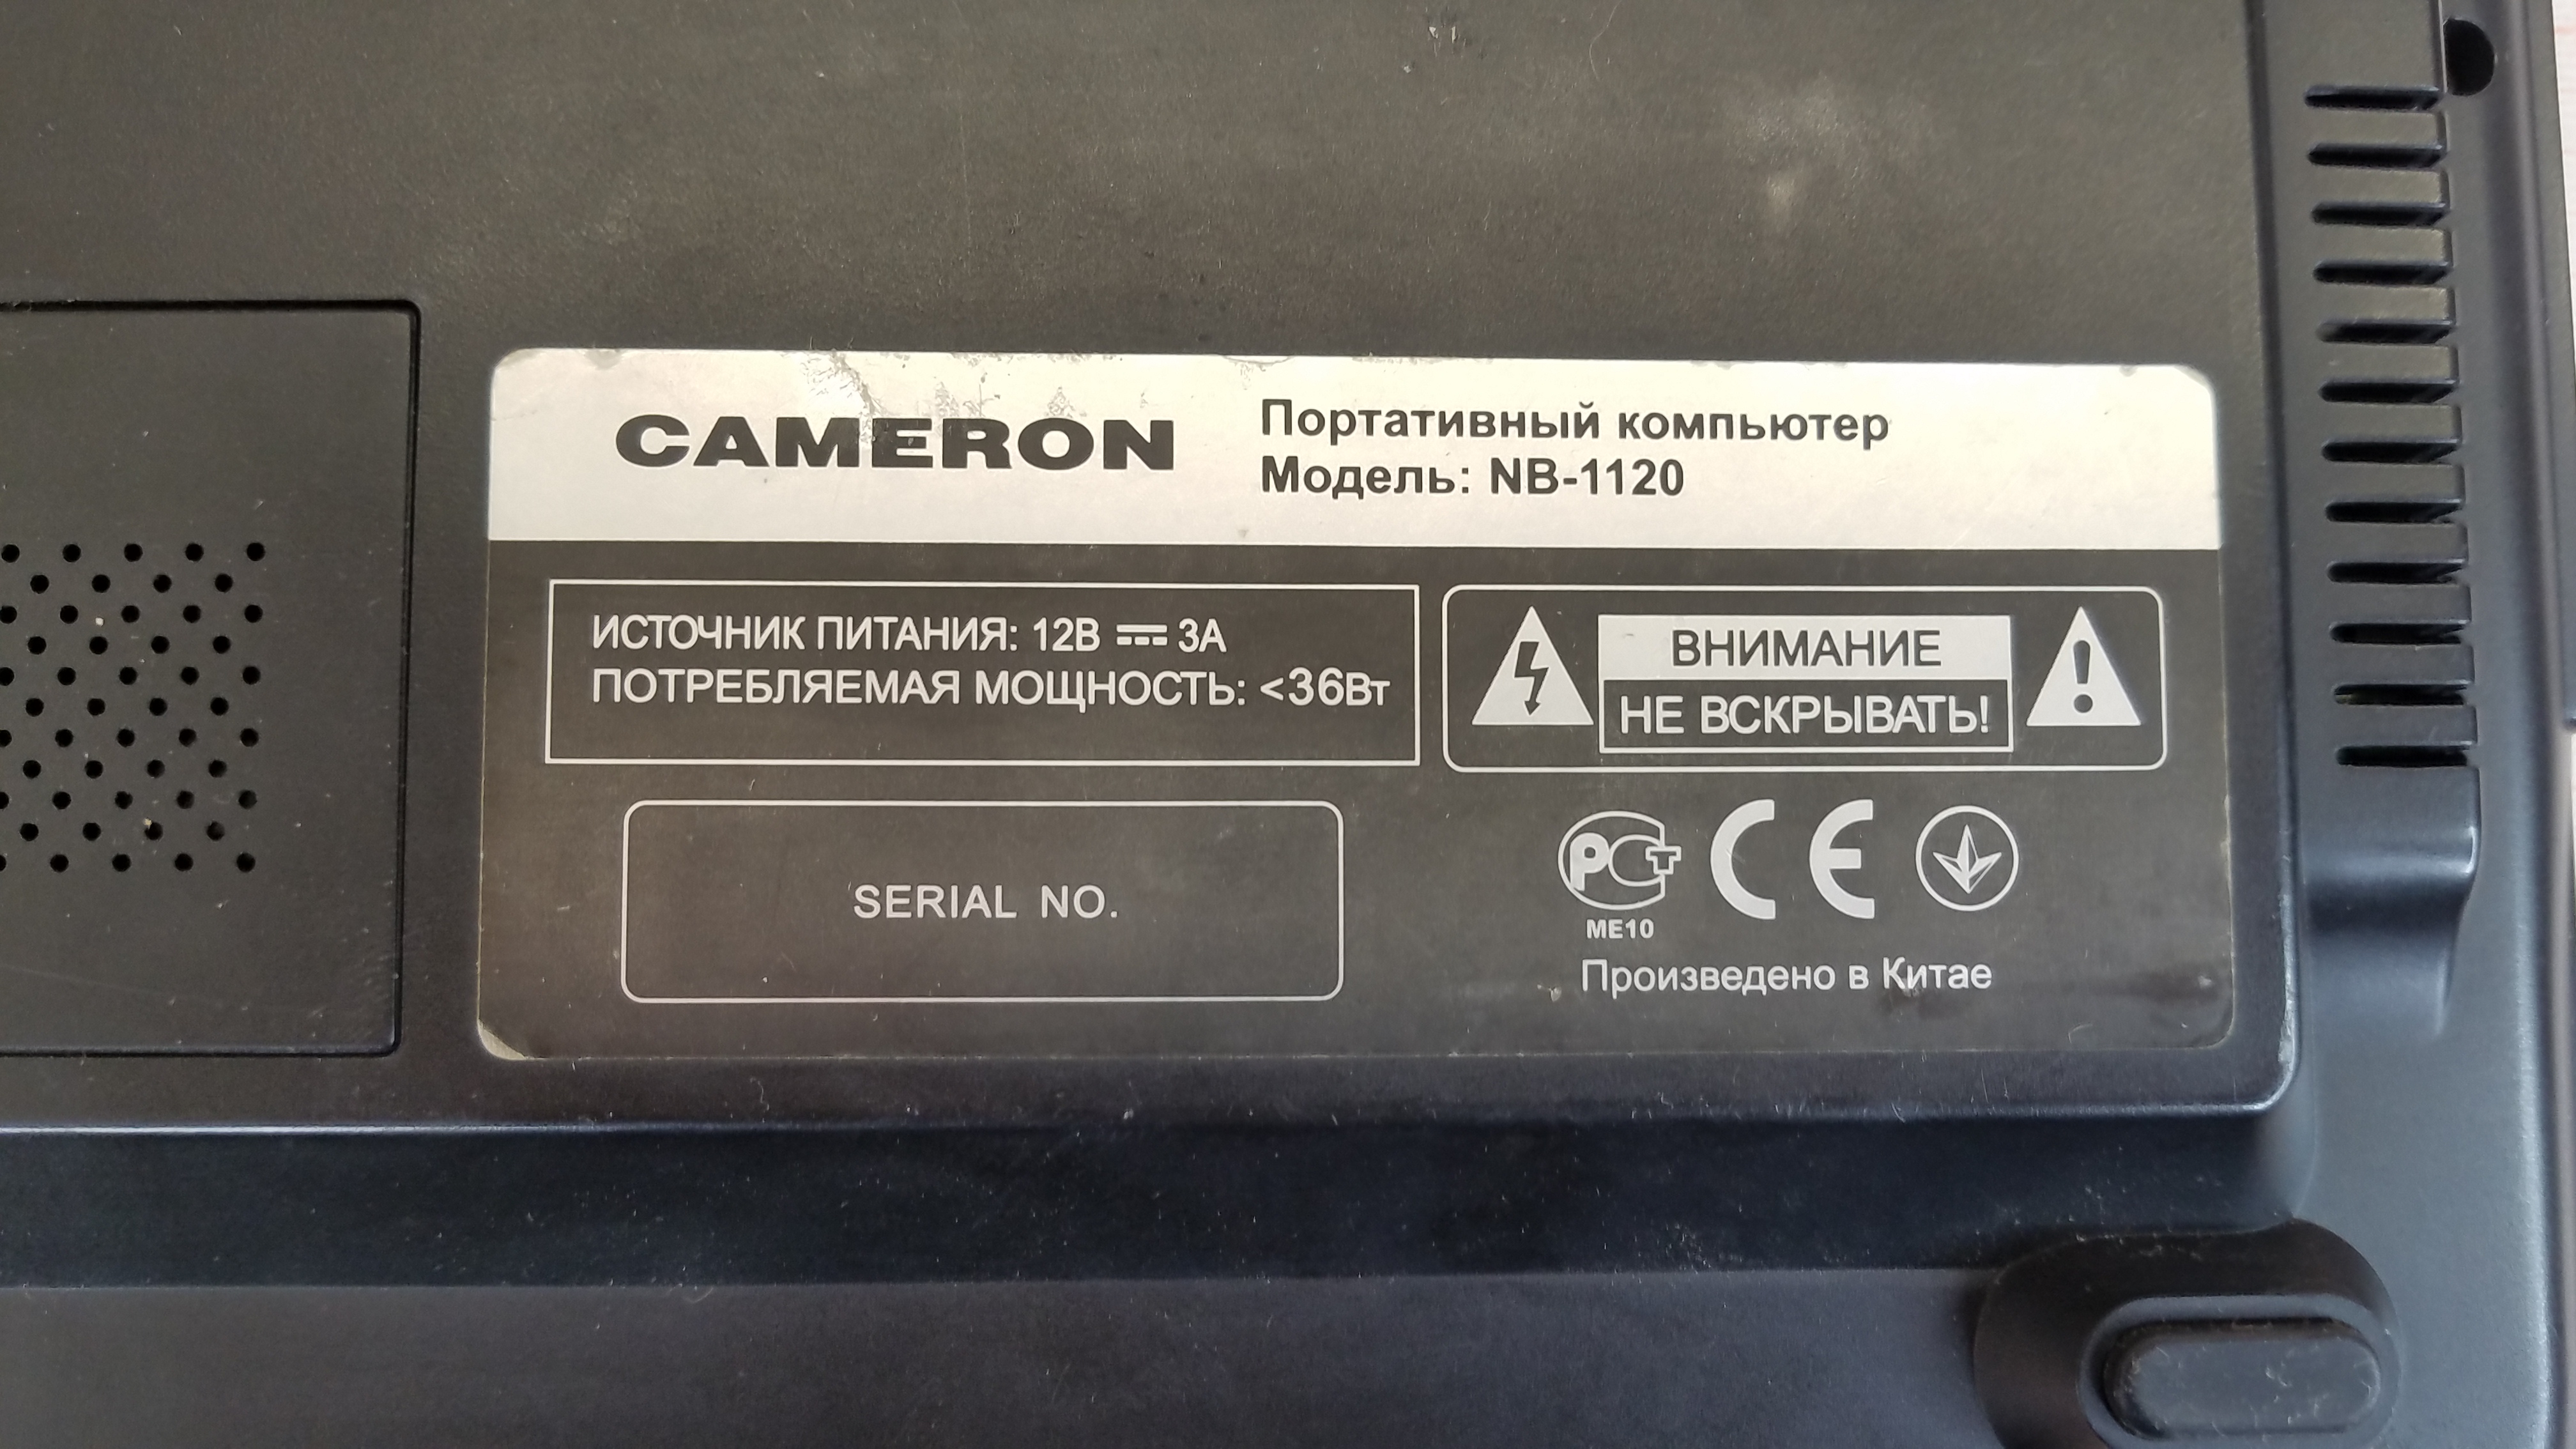 CAMERON
Портативный компьютер
Модель: NB-1120
ИСТОЧНИК ПИТАНИЯ: 12В ⎓ 3А
ПОТРЕБЛЯЕМАЯ МОЩНОСТЬ: <36Вт
ВНИМАНИЕ
НЕ ВСКРЫВАТЬ!
SERIAL NO.
РСТ CE
ME10
Произведено в Китае